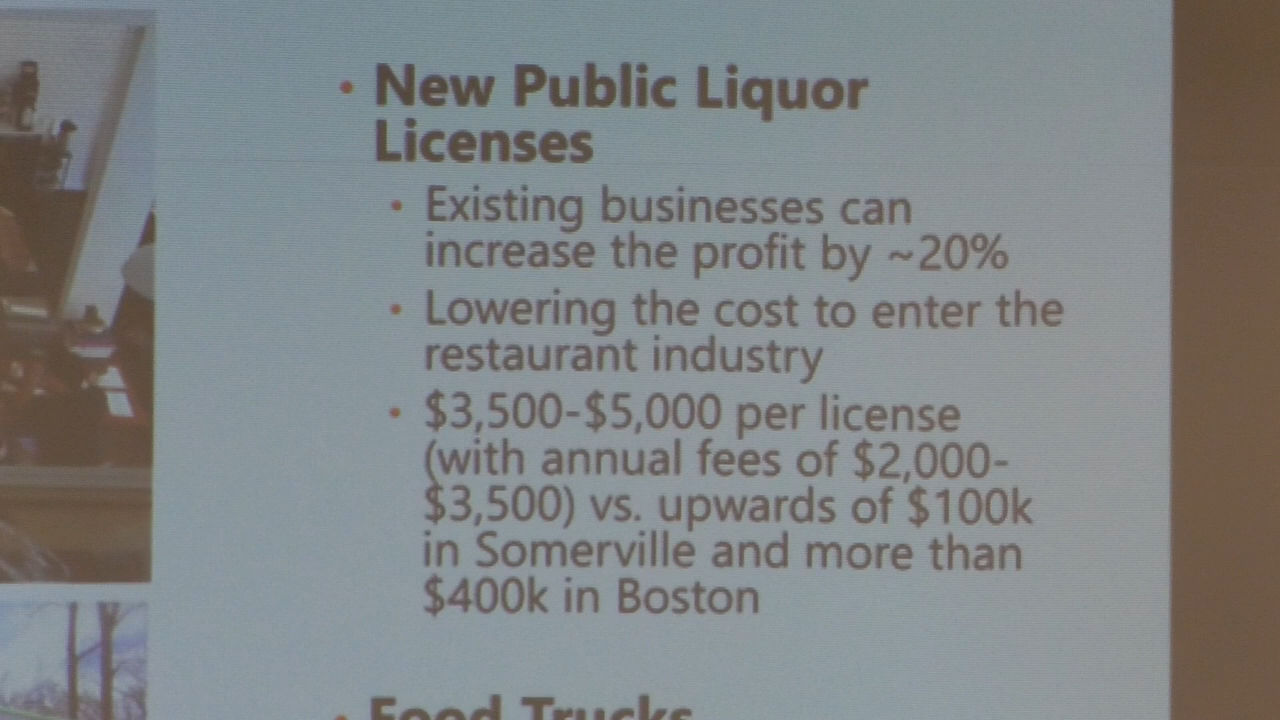 • New Public Liquor
Licenses
• Existing businesses can
increase the profit by ~20%
• Lowering the cost to enter the
restaurant industry
• $3,500-$5,000 per license
(with annual fees of $2,000-
$3,500) vs. upwards of $100k
in Somerville and more than
$400k in Boston
• Food Trucks